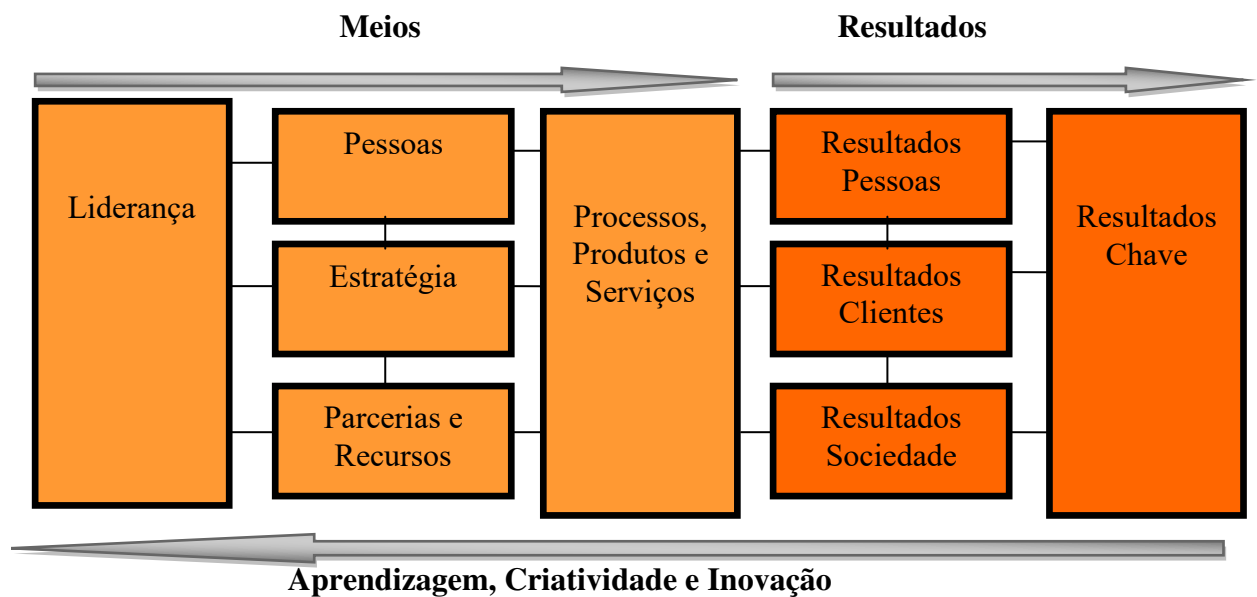 Meios
Resultados
Liderança
Pessoas
Estratégia
Parcerias e
Recursos
Processos,
Produtos e
Serviços
Resultados
Pessoas
Resultados
Clientes
Resultados
Sociedade
Resultados
Chave
Aprendizagem, Criatividade e Inovação